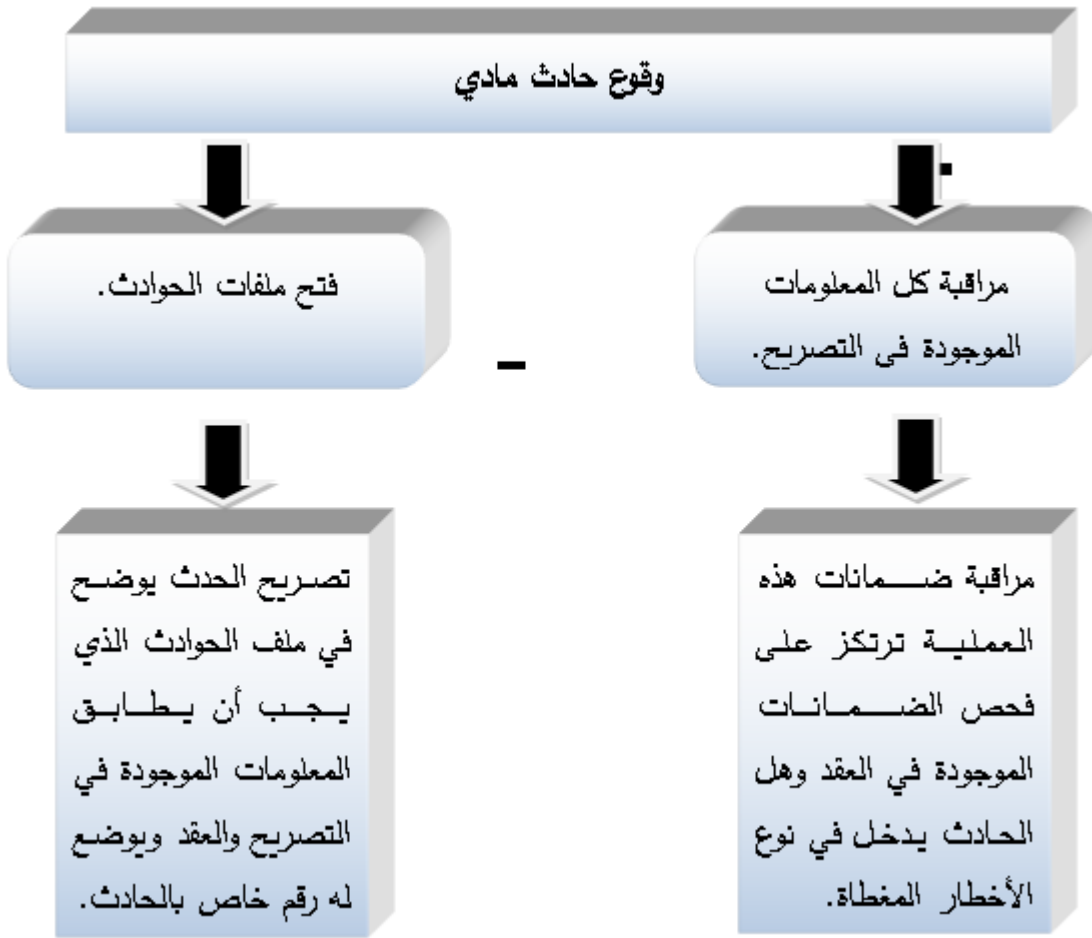 وقوع حادث مادي
مراقبة كل المعلومات
الموجودة في التصريح.
فتح ملفات الحوادث.
مراقبة ضمانات هذه
العملية ترتكز على
فحص الضمانات
الموجودة في العقد وهل
الحادث يدخل في نوع
الأخطار المغطاة.
تصريح الحدث يوضح
في ملف الحوادث الذي
يجب أن يطابق
المعلومات الموجودة في
التصريح والعقد ويوضع
له رقم خاص بالحادث.